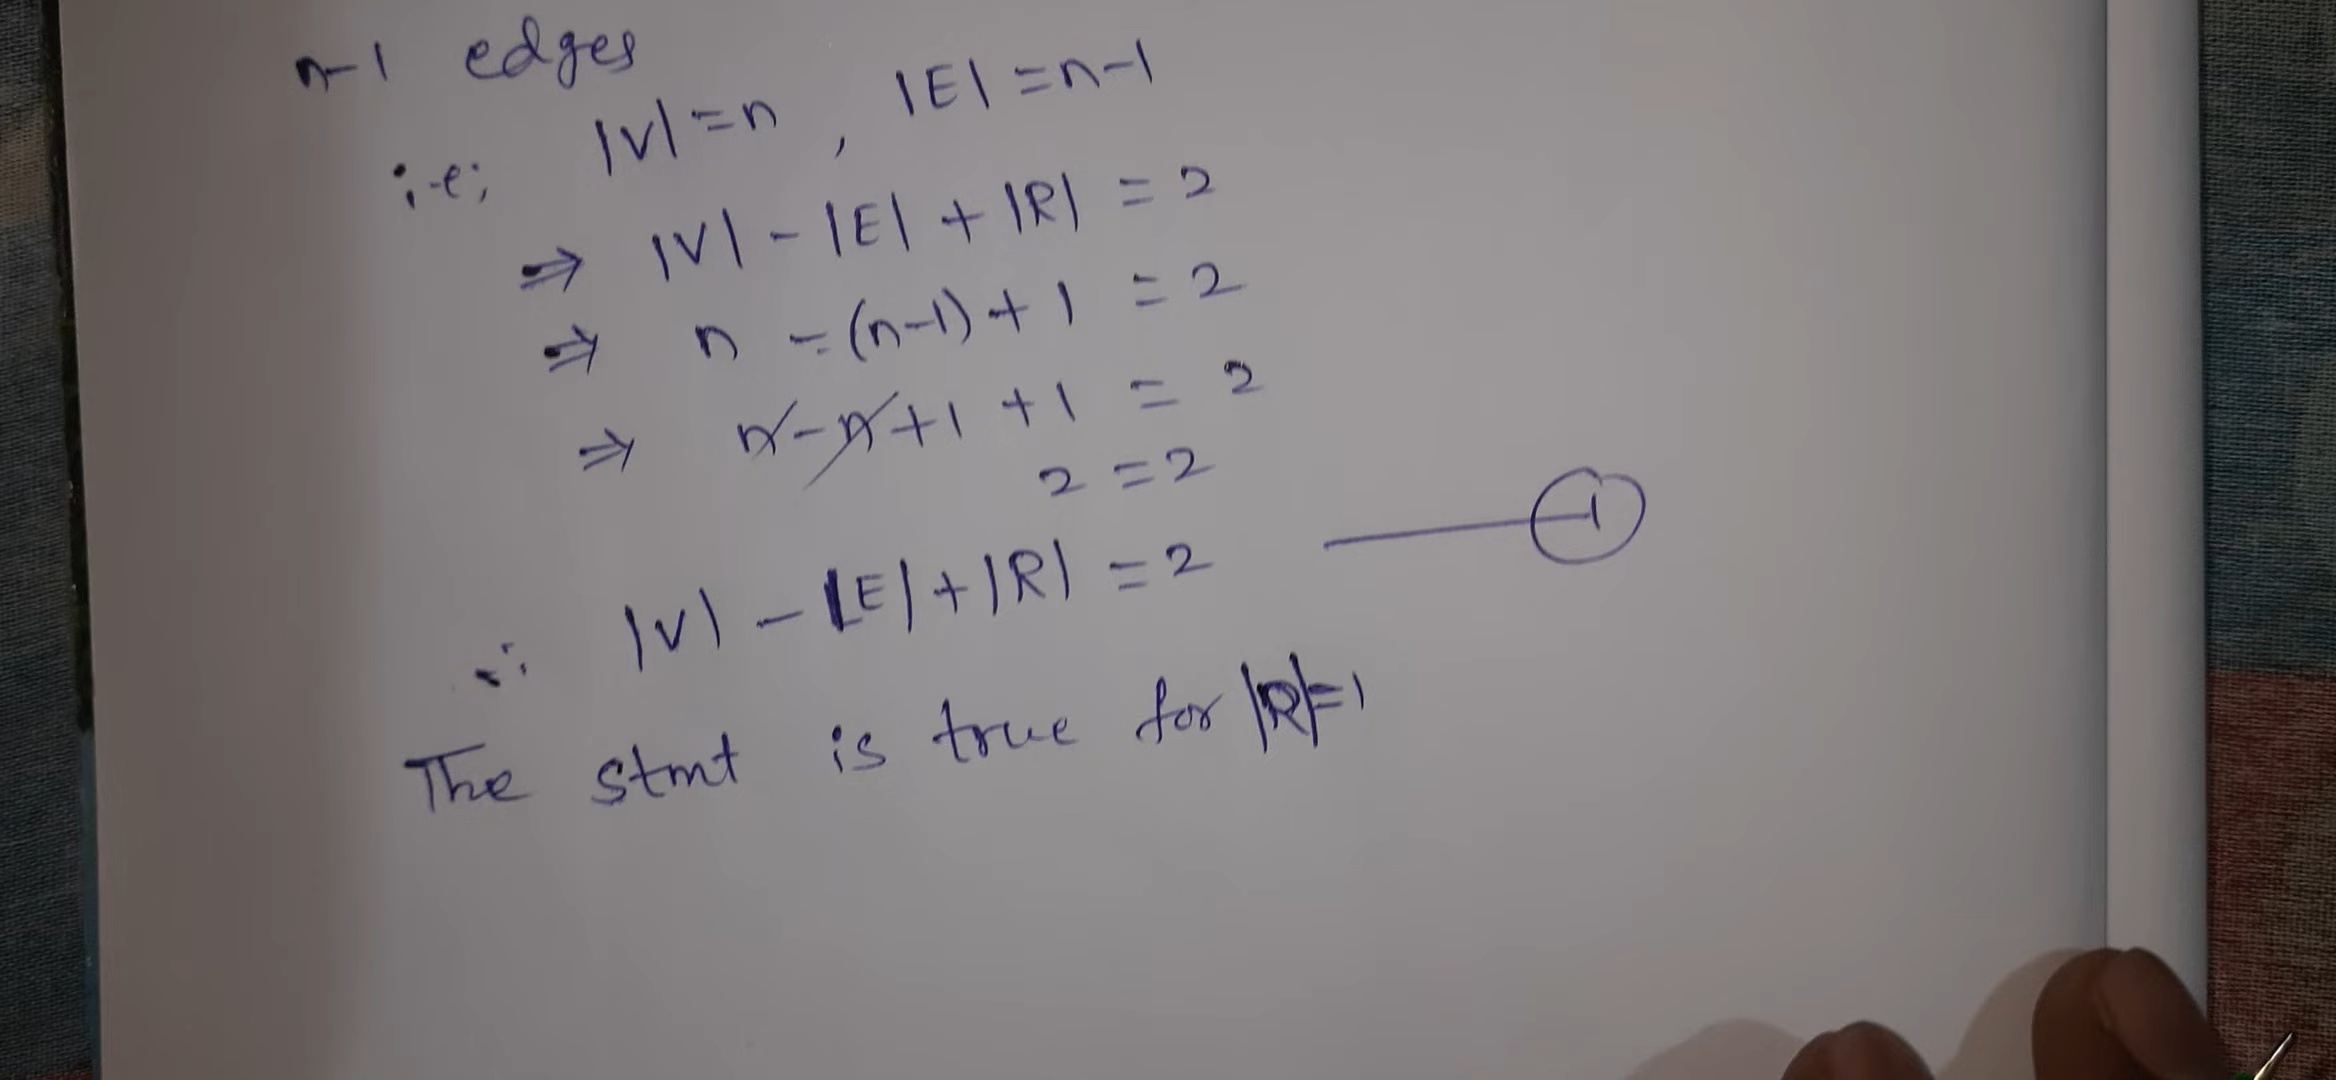 n-1 edges
i.e; |V|=n , |E|=n-1
⇒ |V| - |E| + |R| = 2
⇒ n - (n-1) + 1 = 2
⇒ n - n + 1 + 1 = 2
2 = 2
∴ |V| - |E| + |R| = 2 — ①
The stmt is true for |R|=1